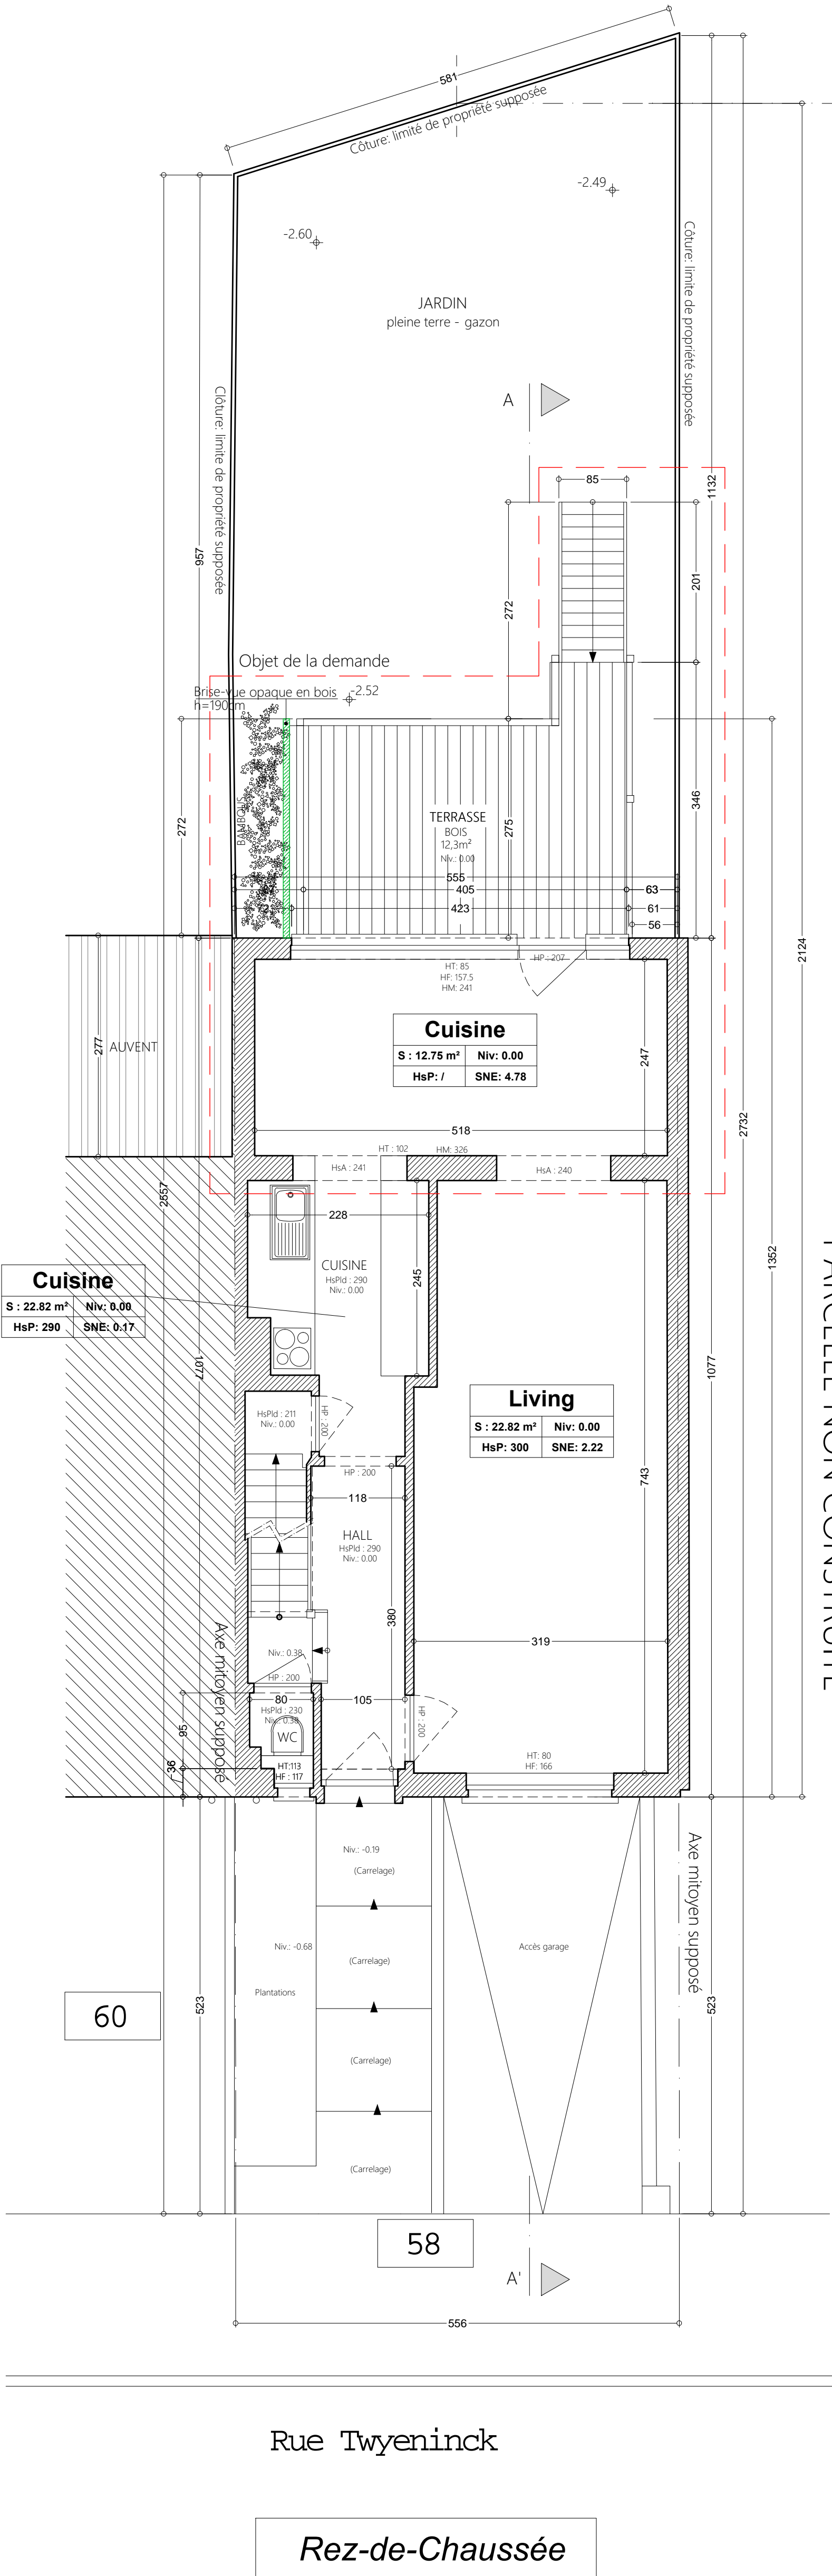 581
Côture: limité de propriété supposée
-2.49
-2.60
JARDIN
pleine terre - gazon
Côture: limite de propriété supposée
Clôture: limite de propriété supposée
A
85
1132
957
201
272
Objet de la demande
Brise-vue opaque en bois
h=190cm
-2.52
BAMBOUS
272
275
346
TERRASSE
BOIS
12,3m²
Niv.: 0.00
555
405
63
423
61
56
2124
HP : 207
HT: 85
HF: 157.5
HM: 241
AUVENT
277
Cuisine
S : 12.75 m²
Niv: 0.00
HsP: /
SNE: 4.78
247
518
2732
HT : 102
HM: 326
HsA : 241
HsA : 240
2557
228
CUISINE
HsPld : 290
Niv.: 0.00
245
1352
Cuisine
S : 22.82 m²
Niv: 0.00
HsP: 290
SNE: 0.17
1077
1077
PARCELLE NON CONSTRUITE
Living
S : 22.82 m²
Niv: 0.00
HsP: 300
SNE: 2.22
HsPld : 211
Niv.: 0.00
HP : 200
HP : 200
743
118
HALL
HsPld : 290
Niv.: 0.00
380
319
Axe mitoyen supposé
Niv.: 0.38
HP : 200
80
105
HsPld : 230
Niv.: 0.38
WC
HP : 200
95
36
HT:113
HF : 117
HT: 80
HF: 166
Niv.: -0.19
(Carrelage)
Axe mitoyen supposé
Niv.: -0.68
Accès garage
(Carrelage)
Plantations
60
523
523
(Carrelage)
(Carrelage)
58
A'
556
Rue Twyeninck
Rez-de-Chaussée